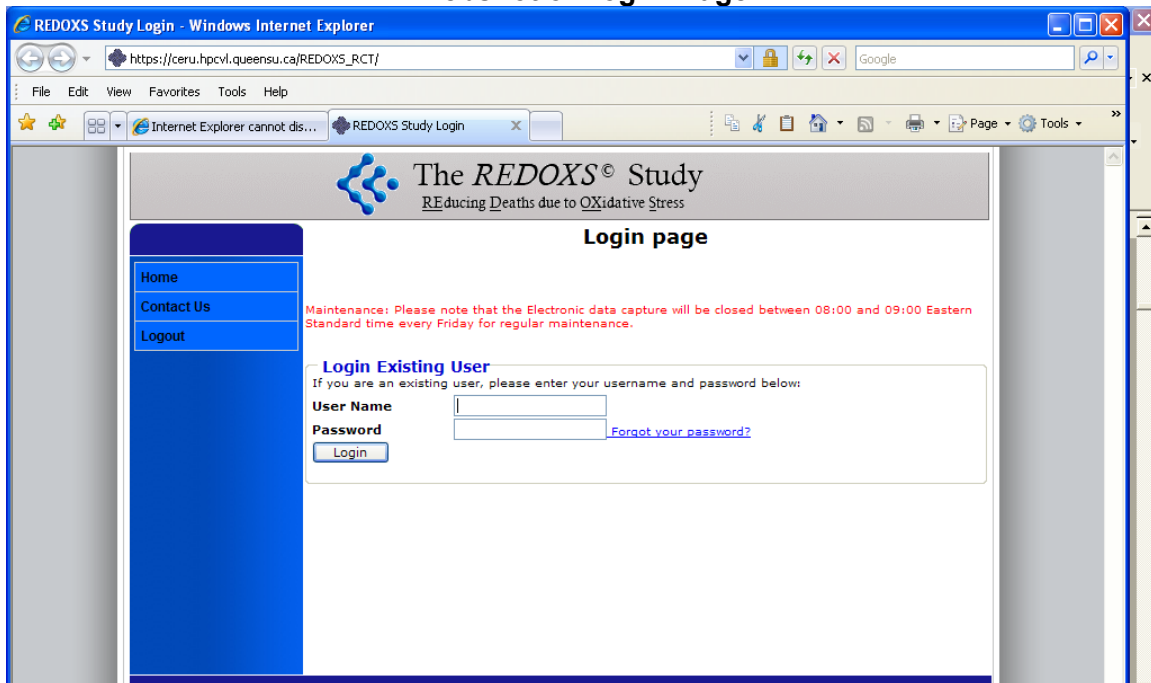 REDOXS Study Login - Windows Internet Explorer
https://ceru.hpcvl.queensu.ca/REDOXS_RCT/
Google
File Edit View Favorites Tools Help
Internet Explorer cannot dis...
REDOXS Study Login
Page
Tools
The REDOXS© Study
REducing Deaths due to OXidative Stress
Login page
Home
Contact Us
Logout
Maintenance: Please note that the Electronic data capture will be closed between 08:00 and 09:00 Eastern
Standard time every Friday for regular maintenance.
Login Existing User
If you are an existing user, please enter your username and password below:
User Name
Password
Forgot your password?
Login